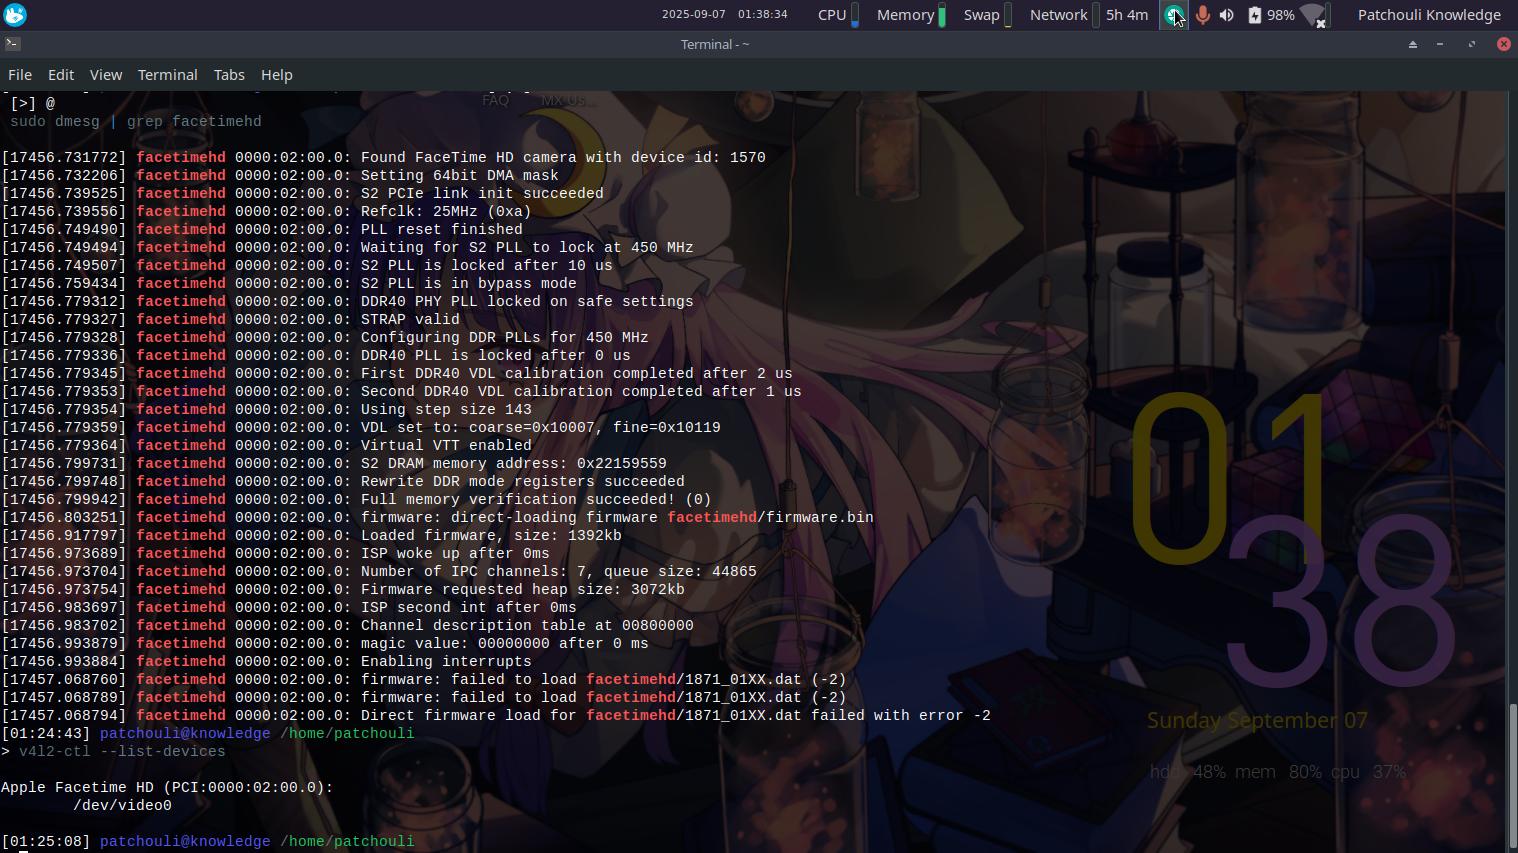 2025-09-07 01:38:34 CPU Memory Swap Network 5h 4m 98% Patchouli Knowledge
Terminal - ~
File Edit View Terminal Tabs Help
FAQ MX Us...
[>] @
sudo dmesg | grep facetimehd
[17456.731772] facetimehd 0000:02:00.0: Found FaceTime HD camera with device id: 1570
[17456.732206] facetimehd 0000:02:00.0: Setting 64bit DMA mask
[17456.739525] facetimehd 0000:02:00.0: S2 PCIe link init succeeded
[17456.739556] facetimehd 0000:02:00.0: Refclk: 25MHz (0xa)
[17456.749490] facetimehd 0000:02:00.0: PLL reset finished
[17456.749494] facetimehd 0000:02:00.0: Waiting for S2 PLL to lock at 450 MHz
[17456.749507] facetimehd 0000:02:00.0: S2 PLL is locked after 10 us
[17456.759434] facetimehd 0000:02:00.0: S2 PLL is in bypass mode
[17456.779312] facetimehd 0000:02:00.0: DDR40 PHY PLL locked on safe settings
[17456.779327] facetimehd 0000:02:00.0: STRAP valid
[17456.779328] facetimehd 0000:02:00.0: Configuring DDR PLLs for 450 MHz
[17456.779336] facetimehd 0000:02:00.0: DDR40 PLL is locked after 0 us
[17456.779345] facetimehd 0000:02:00.0: First DDR40 VDL calibration completed after 2 us
[17456.779353] facetimehd 0000:02:00.0: Second DDR40 VDL calibration completed after 1 us
[17456.779354] facetimehd 0000:02:00.0: Using step size 143
[17456.779359] facetimehd 0000:02:00.0: VDL set to: coarse=0x10007, fine=0x10119
[17456.779364] facetimehd 0000:02:00.0: Virtual VTT enabled
[17456.799731] facetimehd 0000:02:00.0: S2 DRAM memory address: 0x22159559
[17456.799748] facetimehd 0000:02:00.0: Rewrite DDR mode registers succeeded
[17456.799942] facetimehd 0000:02:00.0: Full memory verification succeeded! (0)
[17456.803251] facetimehd 0000:02:00.0: firmware: direct-loading firmware facetimehd/firmware.bin
[17456.917797] facetimehd 0000:02:00.0: Loaded firmware, size: 1392kb
[17456.973689] facetimehd 0000:02:00.0: ISP woke up after 0ms
[17456.973704] facetimehd 0000:02:00.0: Number of IPC channels: 7, queue size: 44865
[17456.973754] facetimehd 0000:02:00.0: Firmware requested heap size: 3072kb
[17456.983697] facetimehd 0000:02:00.0: ISP second int after 0ms
[17456.983702] facetimehd 0000:02:00.0: Channel description table at 00800000
[17456.993879] facetimehd 0000:02:00.0: magic value: 00000000 after 0 ms
[17456.993884] facetimehd 0000:02:00.0: Enabling interrupts
[17457.068760] facetimehd 0000:02:00.0: firmware: failed to load facetimehd/1871_01XX.dat (-2)
[17457.068789] facetimehd 0000:02:00.0: firmware: failed to load facetimehd/1871_01XX.dat (-2)
[17457.068794] facetimehd 0000:02:00.0: Direct firmware load for facetimehd/1871_01XX.dat failed with error -2
[01:24:43] patchouli@knowledge /home/patchouli
> v4l2-ctl --list-devices
Apple Facetime HD (PCI:0000:02:00.0):
/dev/video0
[01:25:08] patchouli@knowledge /home/patchouli
01
38
Sunday September 07
hdd 48% mem 80% cpu 37%